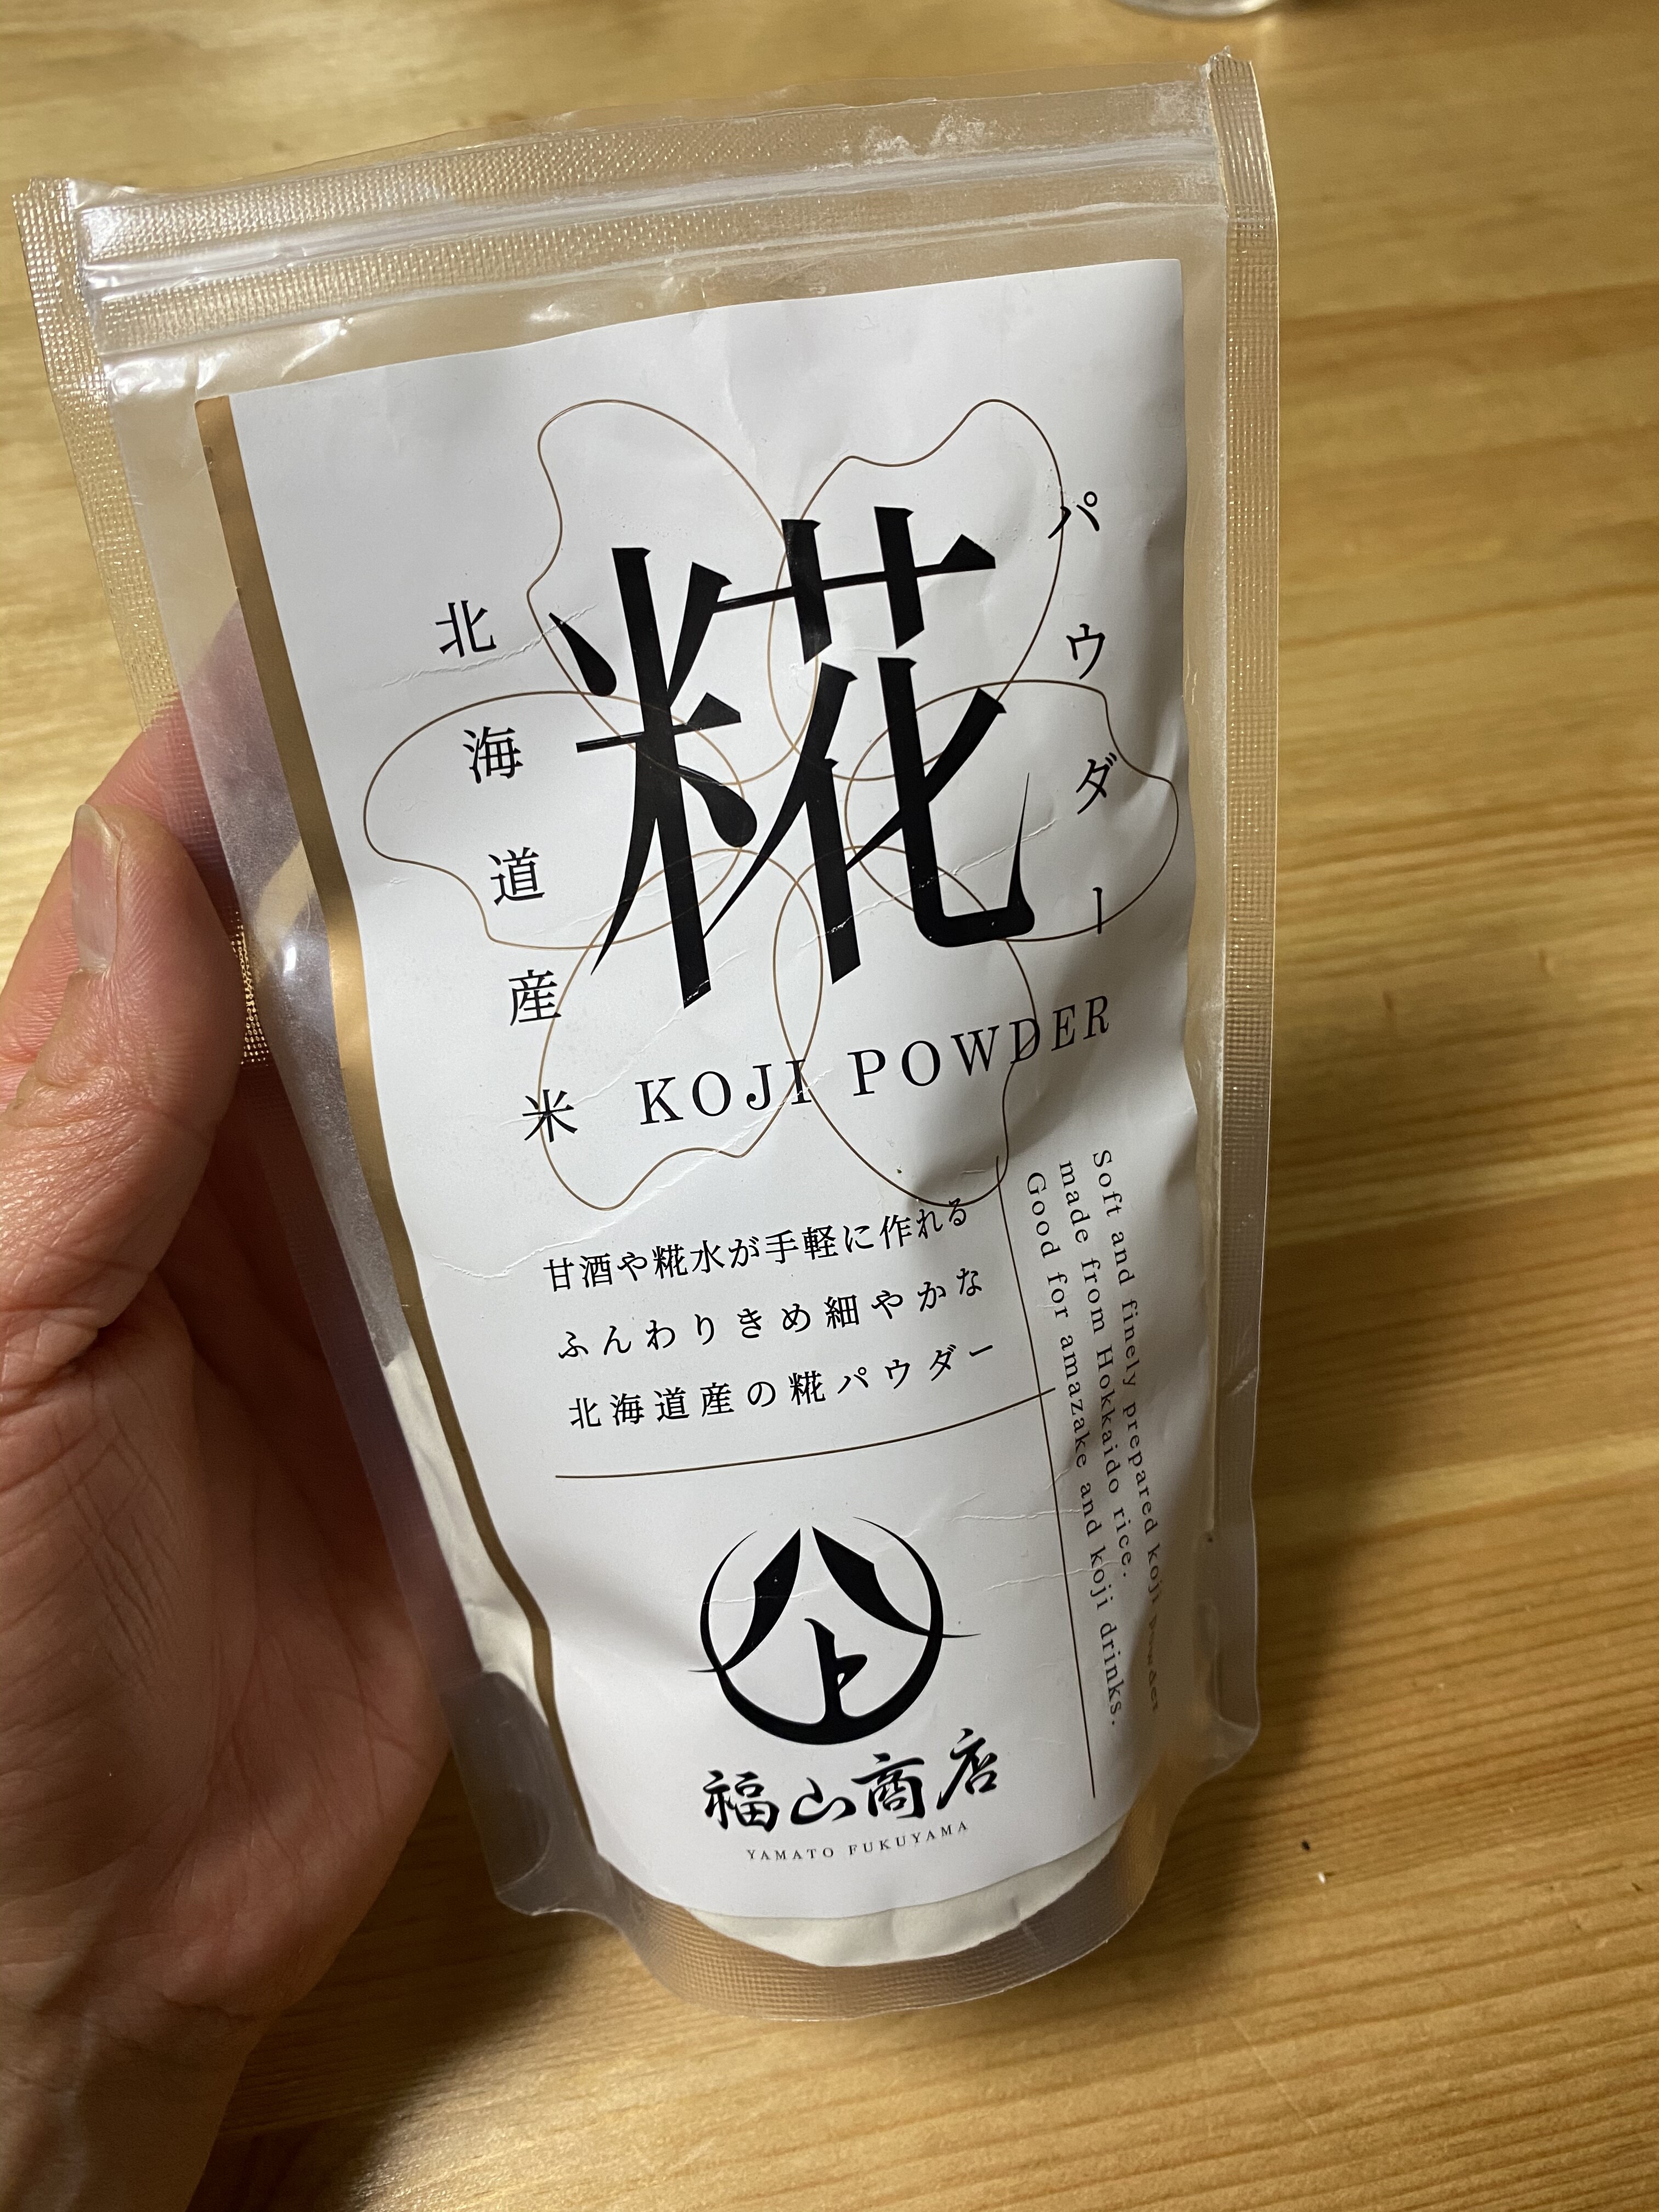 北海道産米
糀
パウダー
KOJI POWDER
甘酒や糀水が手軽に作れる
ふんわりきめ細やかな
北海道産の糀パウダー
Soft and finely prepared koji powder
made from Hokkaido rice.
Good for amazake and koji drinks.
上
福山商店
YAMATO FUKUYAMA